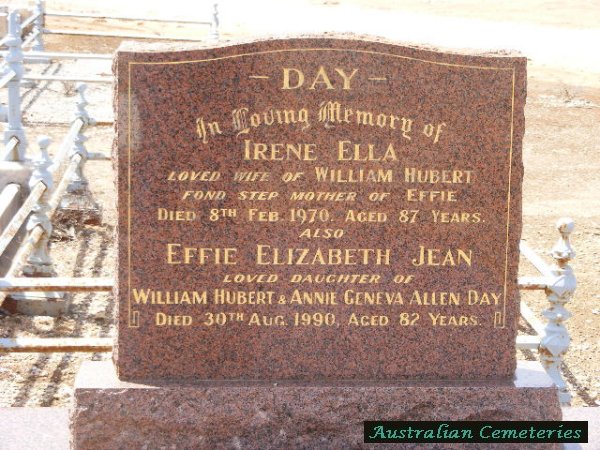 – DAY –
In Loving Memory of
IRENE ELLA
LOVED WIFE OF WILLIAM HUBERT
FOND STEP MOTHER OF EFFIE
DIED 8TH FEB. 1970. AGED 87 YEARS.
ALSO
EFFIE ELIZABETH JEAN
LOVED DAUGHTER OF
WILLIAM HUBERT & ANNIE GENEVA ALLEN DAY
DIED 30TH AUG. 1990, AGED 82 YEARS.
Australian Cemeteries